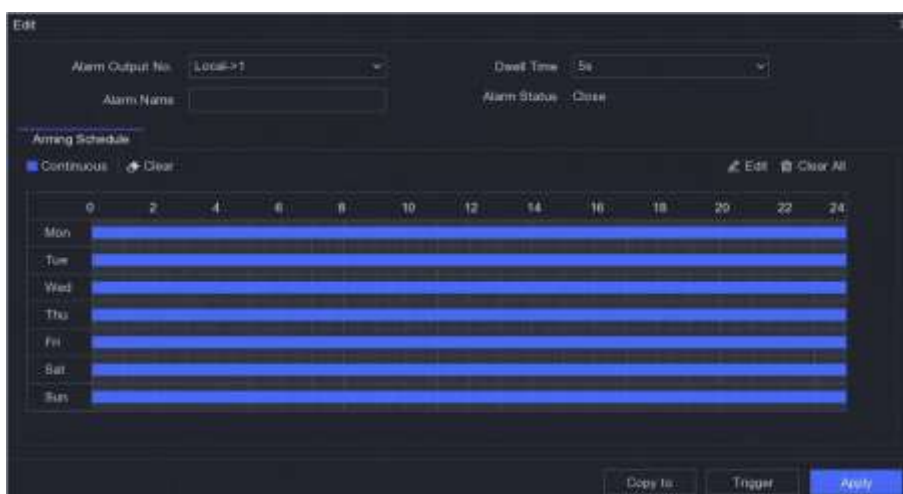 Edit
Alarm Output No. Local->1 Dwell Time 5s
Alarm Name Alarm Status Close
Arming Schedule
Continuous Clear Edit Clear All
0 2 4 6 8 10 12 14 16 18 20 22 24
Mon
Tue
Wed
Thu
Fri
Sat
Sun
Copy to Trigger Apply